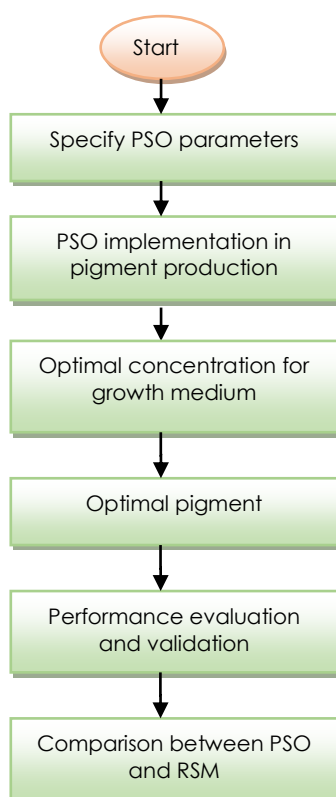 Start
Specify PSO parameters
PSO implementation in
pigment production
Optimal concentration for
growth medium
Optimal pigment
Performance evaluation
and validation
Comparison between PSO
and RSM